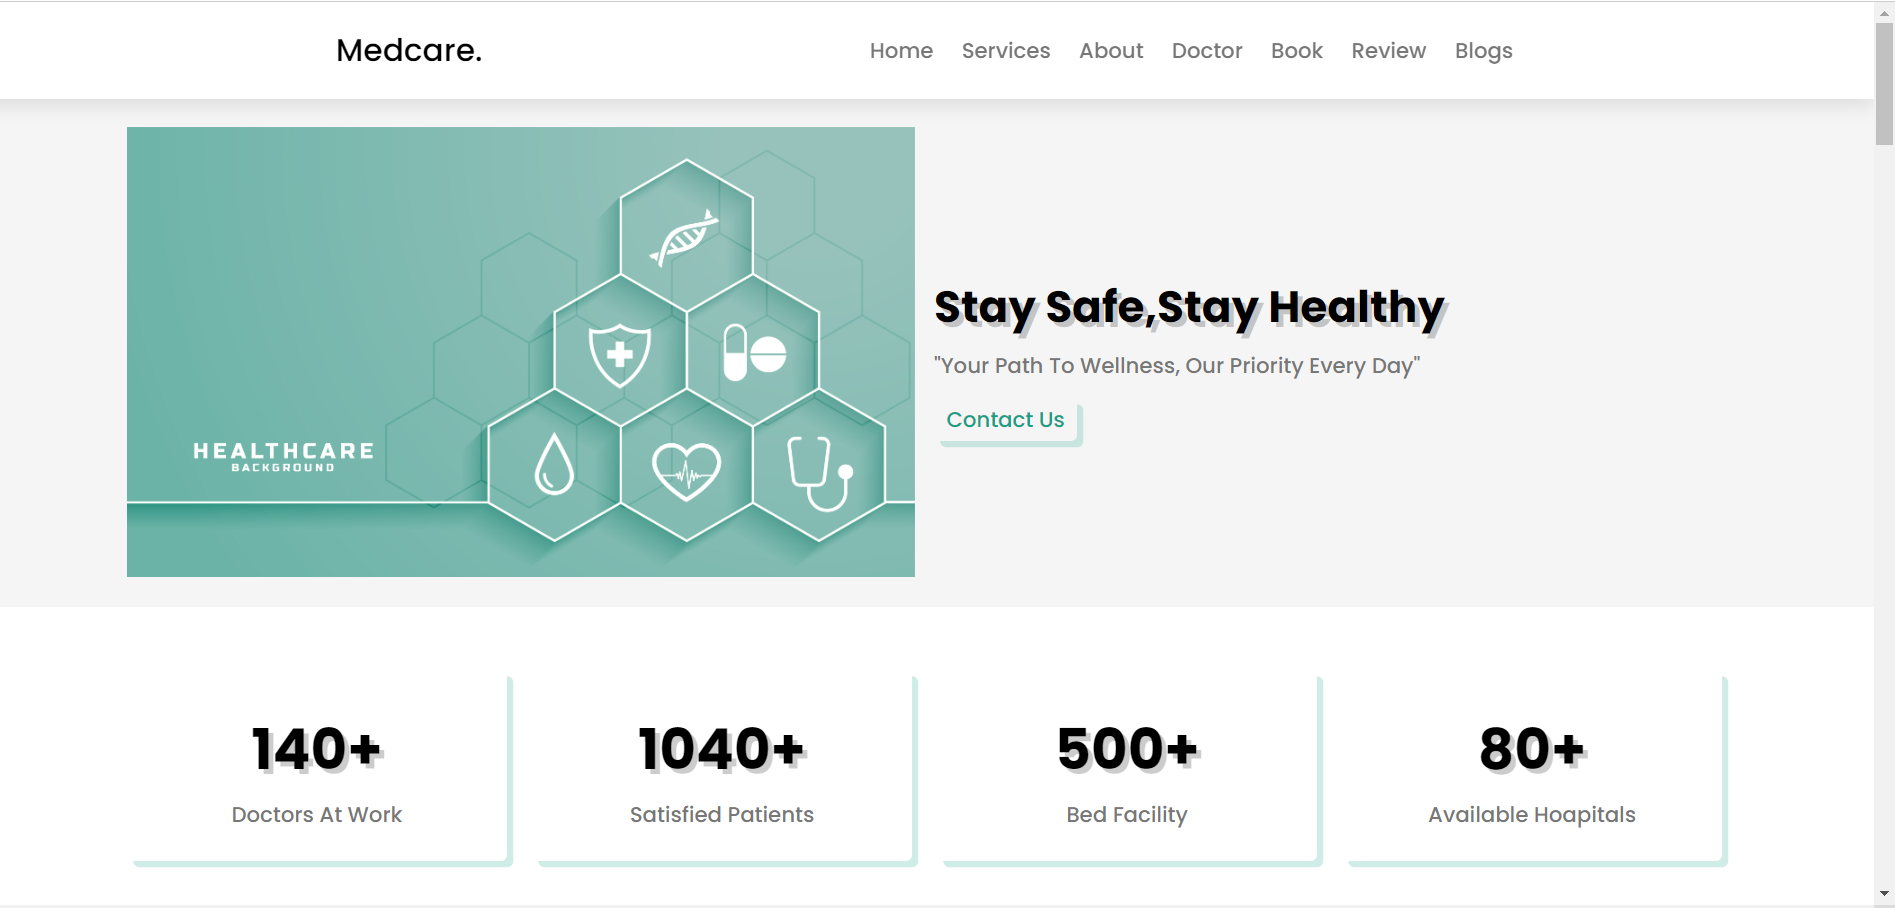 Medcare.
Home Services About Doctor Book Review Blogs
HEALTHCARE
BACKGROUND
Stay Safe,Stay Healthy
"Your Path To Wellness, Our Priority Every Day"
Contact Us
140+
Doctors At Work
1040+
Satisfied Patients
500+
Bed Facility
80+
Available Hoapitals